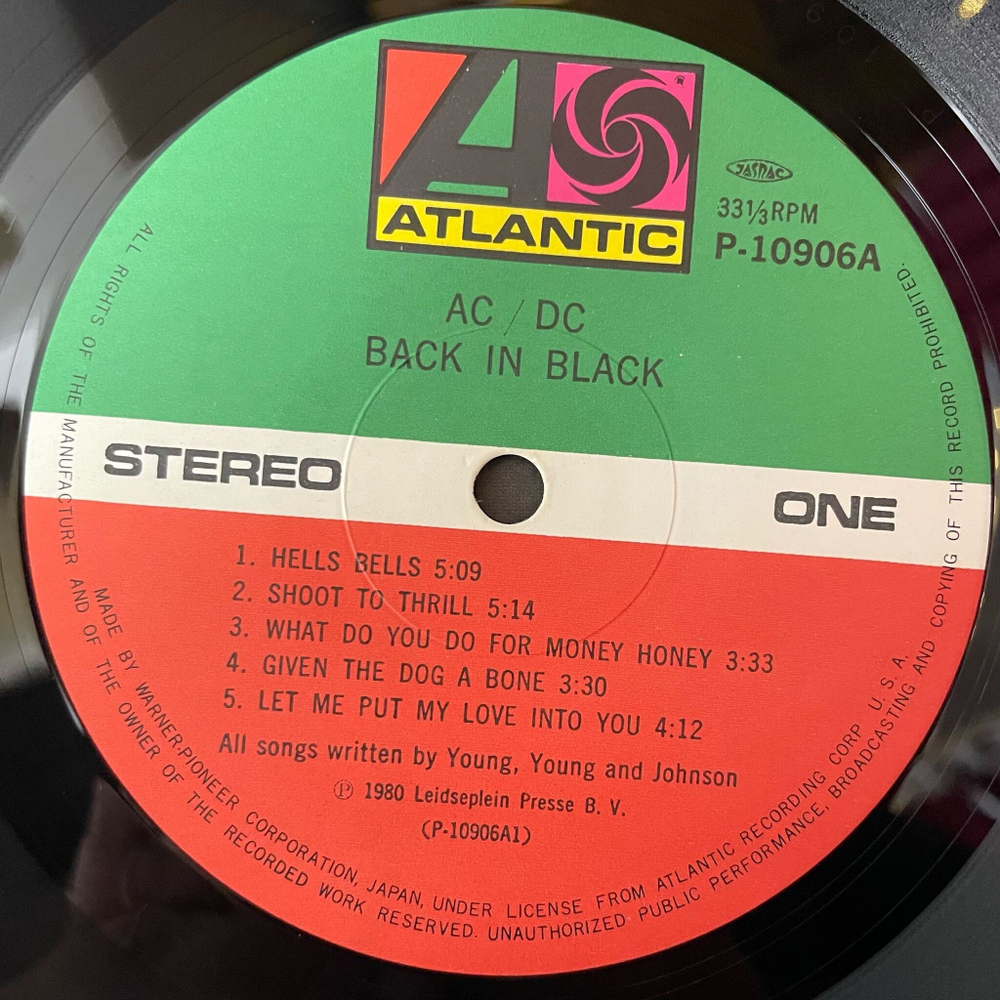 ATLANTIC
®
JASRAC
33⅓RPM
P-10906A
AC / DC
BACK IN BLACK
STEREO
ONE
1. HELLS BELLS 5:09
2. SHOOT TO THRILL 5:14
3. WHAT DO YOU DO FOR MONEY HONEY 3:33
4. GIVEN THE DOG A BONE 3:30
5. LET ME PUT MY LOVE INTO YOU 4:12
All songs written by Young, Young and Johnson
Ⓟ 1980 Leidseplein Presse B. V.
(P-10906A1)
MADE BY WARNER-PIONEER CORPORATION, JAPAN, UNDER LICENSE FROM ATLANTIC RECORDING CORP U. S. A.
ALL RIGHTS OF THE MANUFACTURER AND OF THE OWNER OF THE RECORDED WORK RESERVED. UNAUTHORIZED PUBLIC PERFORMANCE, BROADCASTING AND COPYING OF THIS RECORD PROHIBITED.